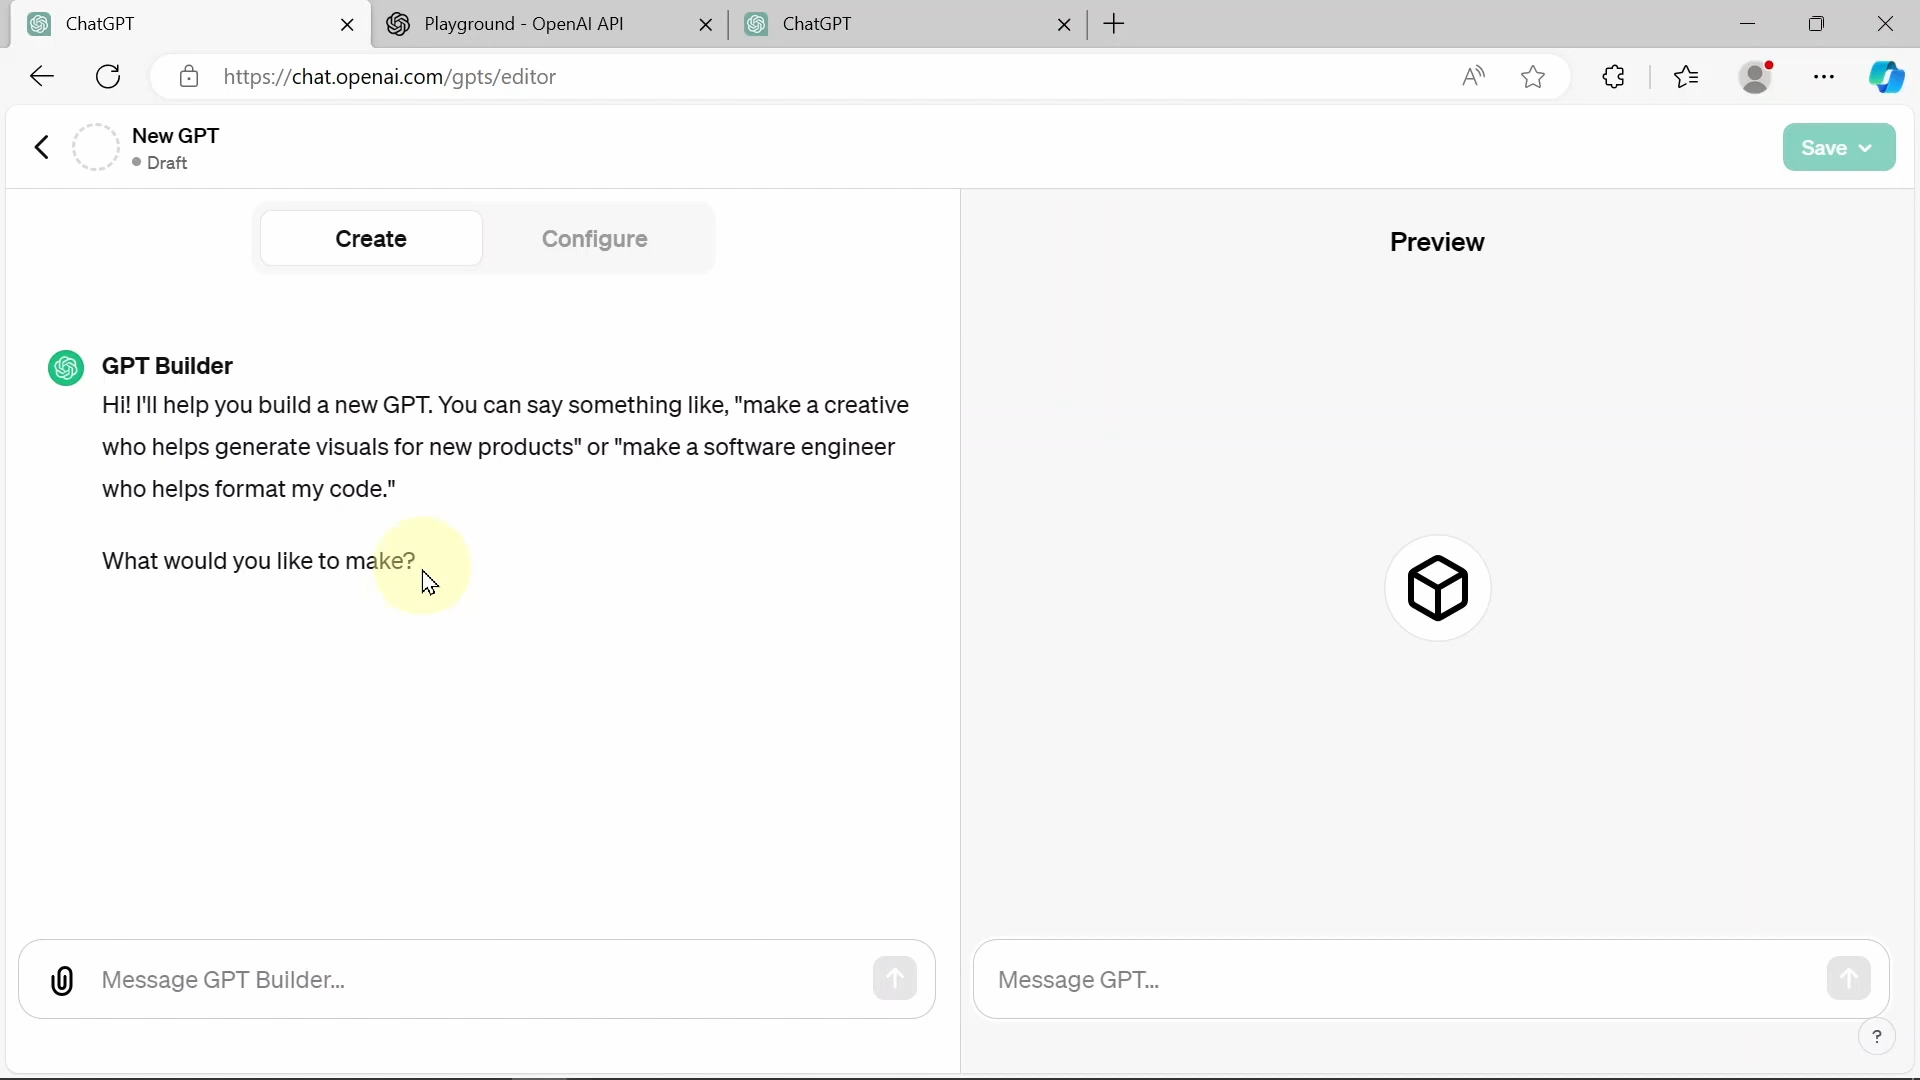 ChatGPT
Playground - OpenAI API
ChatGPT
https://chat.openai.com/gpts/editor
New GPT
Draft
Save
Create
Configure
Preview
GPT Builder
Hi! I'll help you build a new GPT. You can say something like, "make a creative
who helps generate visuals for new products" or "make a software engineer
who helps format my code."
What would you like to make?
Message GPT Builder...
Message GPT...
?